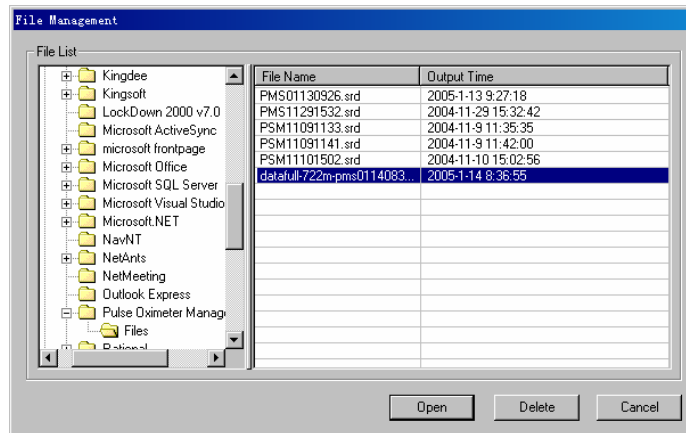 File Management
File List
Kingdee
Kingsoft
LockDown 2000 v7.0
Microsoft ActiveSync
microsoft frontpage
Microsoft Office
Microsoft SQL Server
Microsoft Visual Studio
Microsoft.NET
NavNT
NetAnts
NetMeeting
Outlook Express
Pulse Oximeter Manag
Files
Rational
File Name Output Time
PMS01130926.srd 2005-1-13 9:27:18
PMS11291532.srd 2004-11-29 15:32:42
PSM11091133.srd 2004-11-9 11:35:35
PSM11091141.srd 2004-11-9 11:42:00
PSM11101502.srd 2004-11-10 15:02:56
datafull-722m-pms0114083... 2005-1-14 8:36:55
Open Delete Cancel